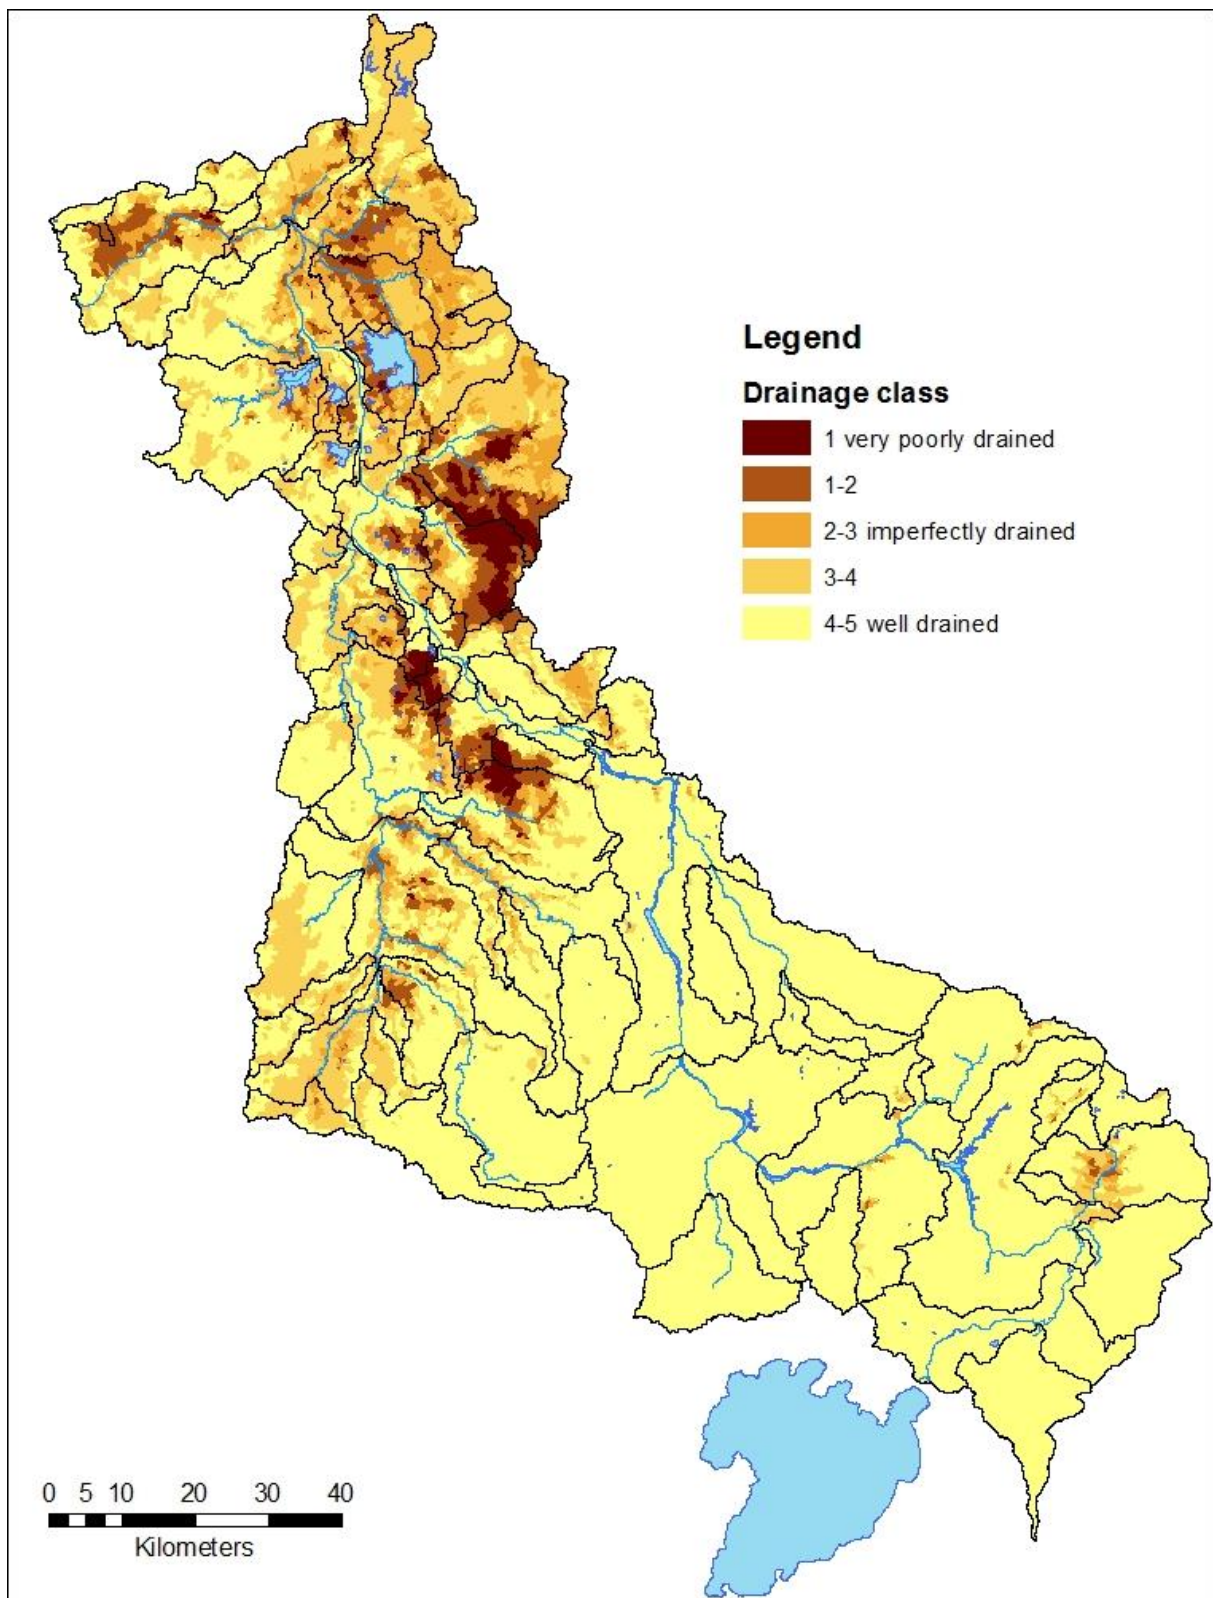 Legend
Drainage class
1 very poorly drained
1-2
2-3 imperfectly drained
3-4
4-5 well drained
0 5 10 20 30 40
Kilometers